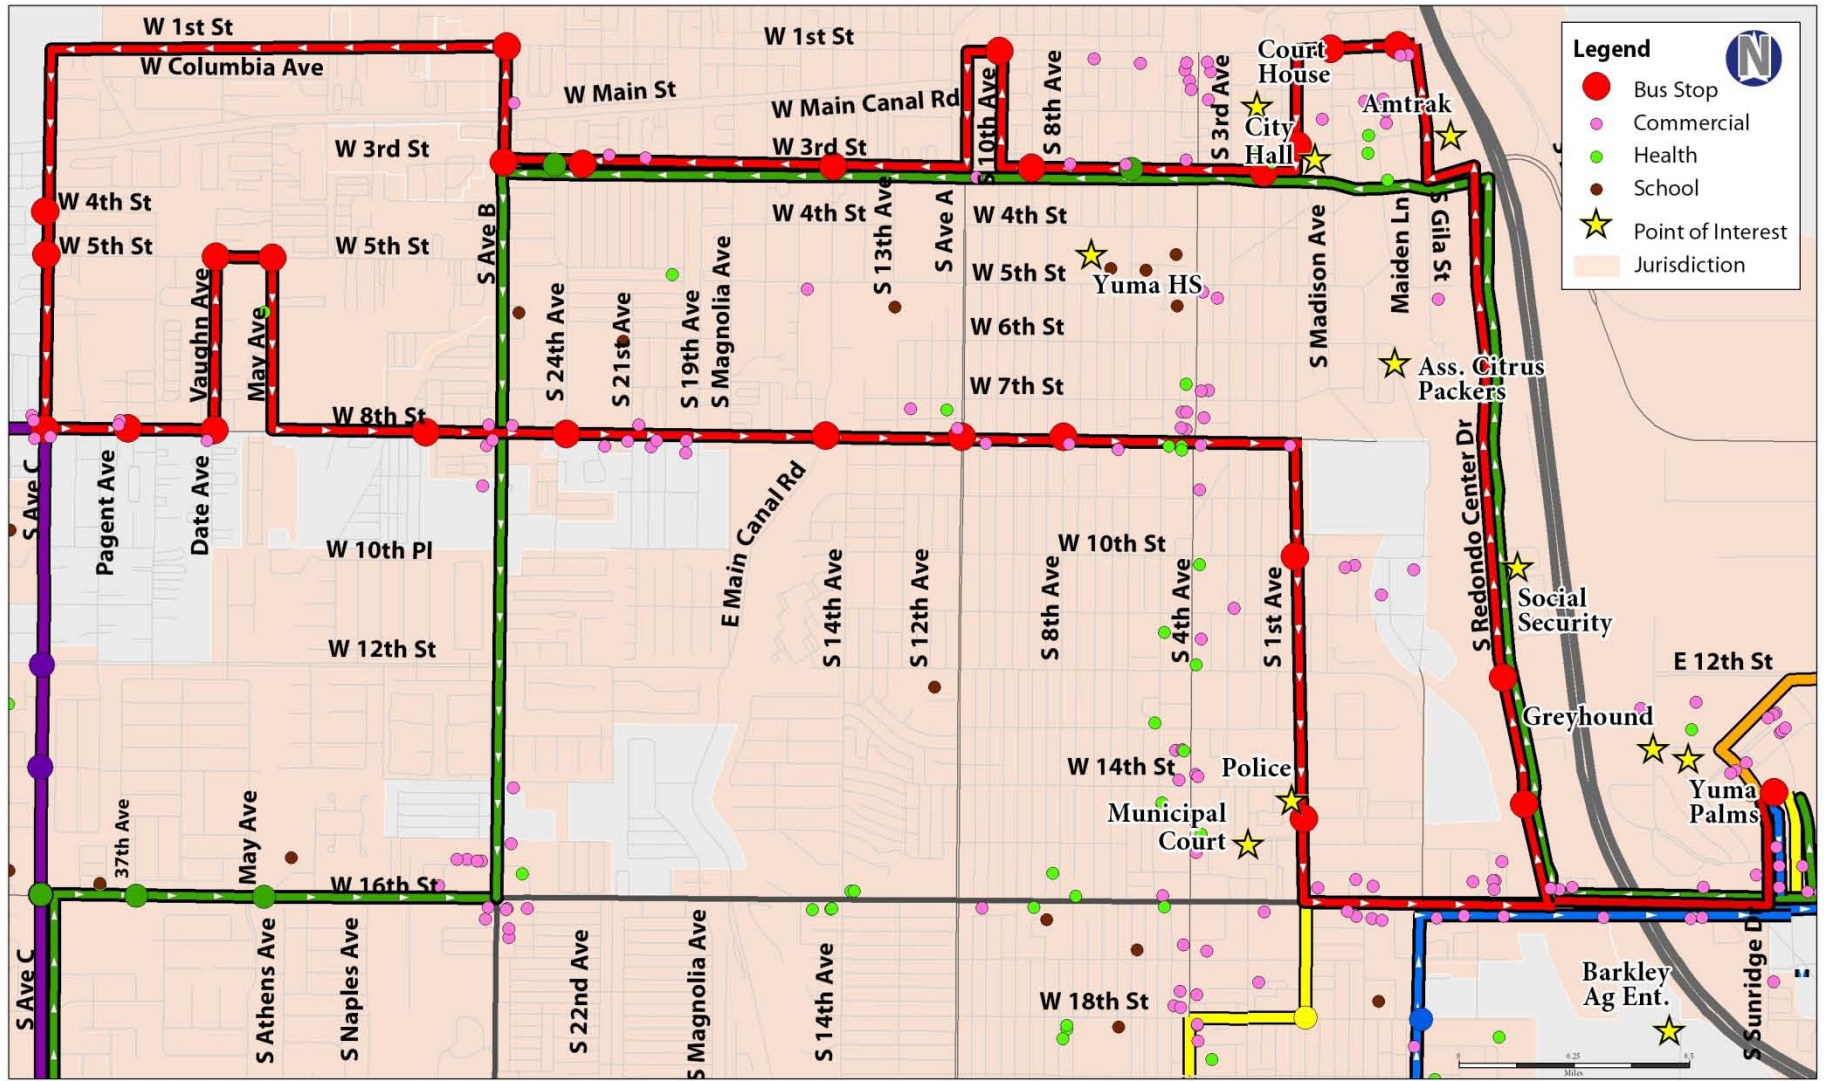 W 1st St
W Columbia Ave
W Main St
W 1st St
W Main Canal Rd
W 3rd St
W 3rd St
S 10th Ave
S 8th Ave
S 3rd Ave
Court
House
City
Hall
Amtrak
Legend
N
Bus Stop
Commercial
Health
School
Point of Interest
Jurisdiction
W 4th St
W 5th St
W 5th St
S Ave B
Vaughn Ave
May Ave
W 8th St
S 24th Ave
S 21st Ave
S 19th Ave
S Magnolia Ave
W 4th St
S 13th Ave
S Ave A
W 4th St
W 5th St
Yuma HS
W 6th St
W 7th St
S Madison Ave
Maiden Ln
S Gila St
Ass. Citrus
Packers
S Ave C
Pagent Ave
Date Ave
W 10th Pl
W 12th St
E Main Canal Rd
S 14th Ave
S 12th Ave
W 10th St
S 8th Ave
S 4th Ave
S 1st Ave
S Redondo Center Dr
Social
Security
E 12th St
Greyhound
Yuma
Palms
W 14th St
Police
Municipal
Court
37th Ave
May Ave
W 16th St
S Ave C
S Athens Ave
S Naples Ave
S 22nd Ave
S Magnolia Ave
S 14th Ave
W 18th St
Barkley
Ag Ent.
S Sunridge Dr
0 0.25 0.5
Miles